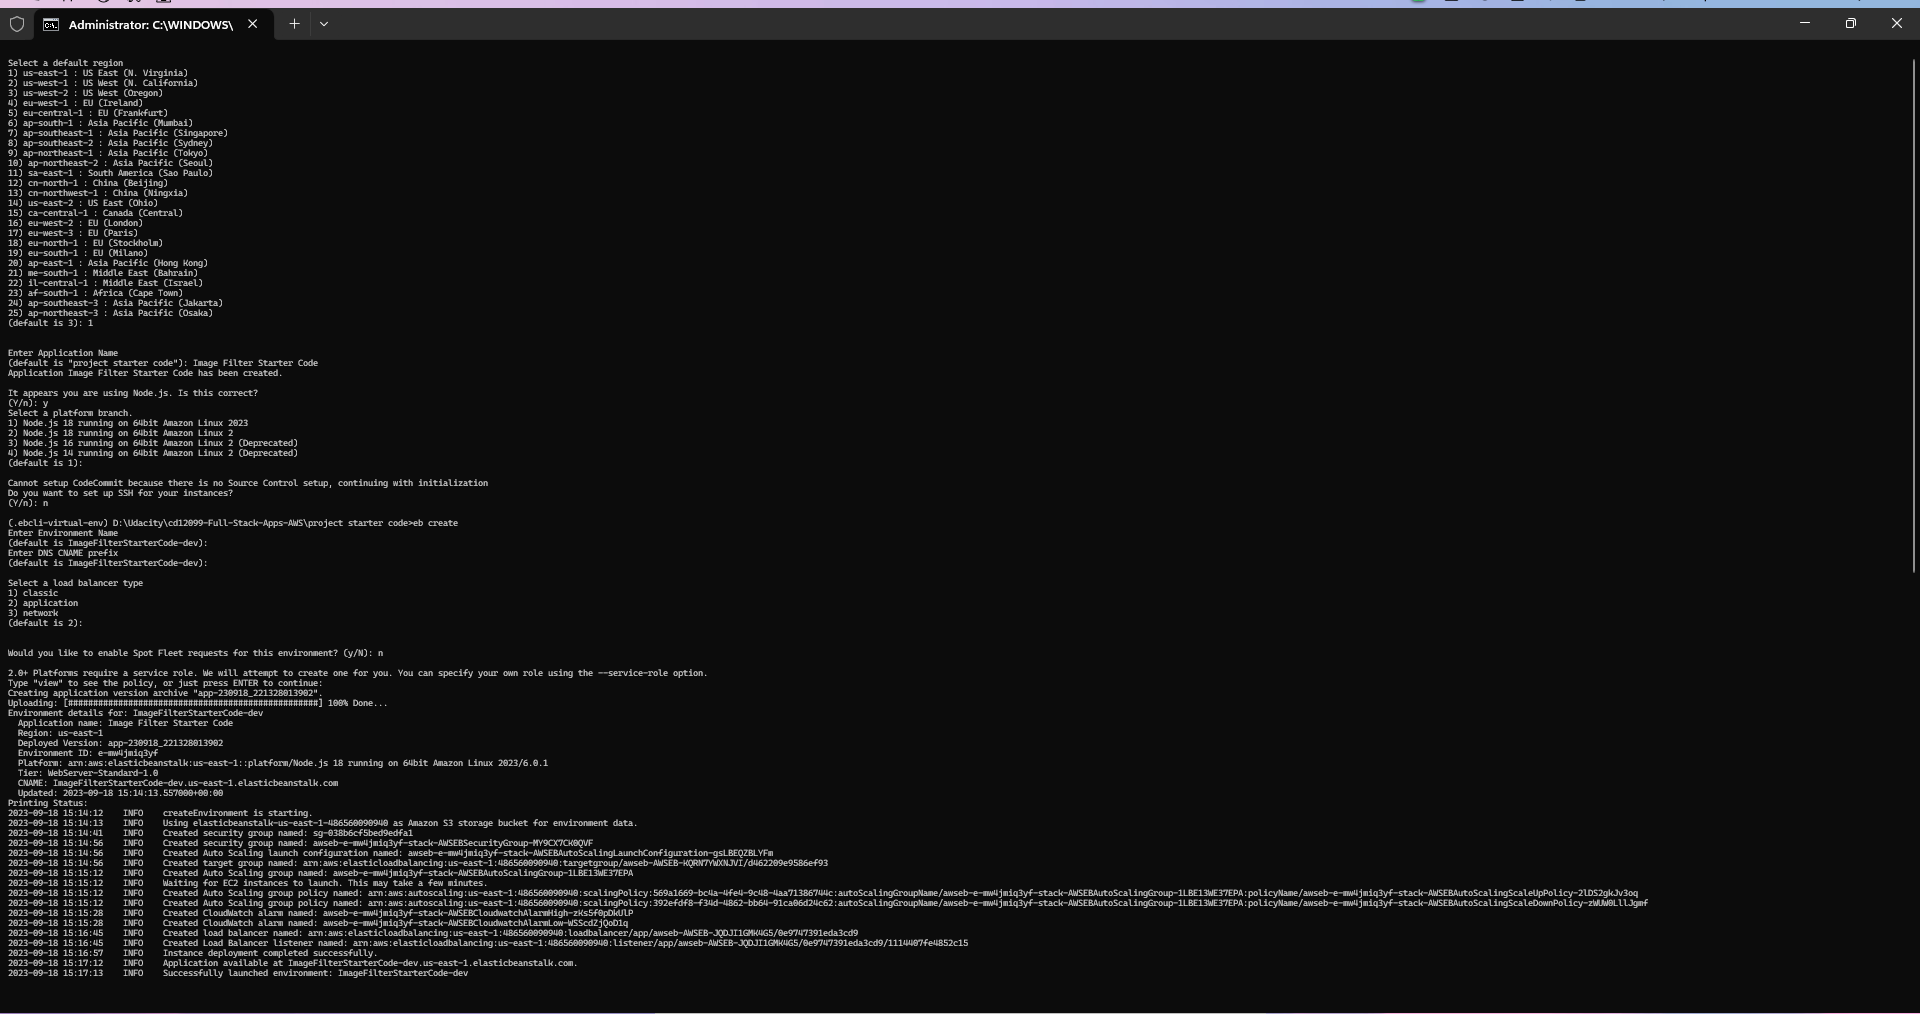 Administrator: C:\WINDOWS\
Select a default region
1) us-east-1 : US East (N. Virginia)
2) us-west-1 : US West (N. California)
3) us-west-2 : US West (Oregon)
4) eu-west-1 : EU (Ireland)
5) eu-central-1 : EU (Frankfurt)
6) ap-south-1 : Asia Pacific (Mumbai)
7) ap-southeast-1 : Asia Pacific (Singapore)
8) ap-southeast-2 : Asia Pacific (Sydney)
9) ap-northeast-1 : Asia Pacific (Tokyo)
10) ap-northeast-2 : Asia Pacific (Seoul)
11) sa-east-1 : South America (Sao Paulo)
12) cn-north-1 : China (Beijing)
13) cn-northwest-1 : China (Ningxia)
14) us-east-2 : US East (Ohio)
15) ca-central-1 : Canada (Central)
16) eu-west-2 : EU (London)
17) eu-west-3 : EU (Paris)
18) eu-north-1 : EU (Stockholm)
19) eu-south-1 : EU (Milano)
20) ap-east-1 : Asia Pacific (Hong Kong)
21) me-south-1 : Middle East (Bahrain)
22) il-central-1 : Middle East (Israel)
23) af-south-1 : Africa (Cape Town)
24) ap-southeast-3 : Asia Pacific (Jakarta)
25) ap-northeast-3 : Asia Pacific (Osaka)
(default is 3): 1
Enter Application Name
(default is "project starter code"): Image Filter Starter Code
Application Image Filter Starter Code has been created.
It appears you are using Node.js. Is this correct?
(Y/n): y
Select a platform branch.
1) Node.js 18 running on 64bit Amazon Linux 2023
2) Node.js 18 running on 64bit Amazon Linux 2
3) Node.js 16 running on 64bit Amazon Linux 2 (Deprecated)
4) Node.js 14 running on 64bit Amazon Linux 2 (Deprecated)
(default is 1):
Cannot setup CodeCommit because there is no Source Control setup, continuing with initialization
Do you want to set up SSH for your instances?
(Y/n): n
(.ebcli-virtual-env) D:\Udacity\cd12099-Full-Stack-Apps-AWS\project starter code>eb create
Enter Environment Name
(default is ImageFilterStarterCode-dev):
Enter DNS CNAME prefix
(default is ImageFilterStarterCode-dev):
Select a load balancer type
1) classic
2) application
3) network
(default is 2):
Would you like to enable Spot Fleet requests for this environment? (y/N): n
2.0+ Platforms require a service role. We will attempt to create one for you. You can specify your own role using the --service-role option.
Type "view" to see the policy, or just press ENTER to continue:
Creating application version archive "app-230918_221328013902".
Uploading: [##################################################] 100% Done...
Environment details for: ImageFilterStarterCode-dev
Application name: Image Filter Starter Code
Region: us-east-1
Deployed Version: app-230918_221328013902
Environment ID: e-mw4jmiq3yf
Platform: arn:aws:elasticbeanstalk:us-east-1::platform/Node.js 18 running on 64bit Amazon Linux 2023/6.0.1
Tier: WebServer-Standard-1.0
CNAME: ImageFilterStarterCode-dev.us-east-1.elasticbeanstalk.com
Updated: 2023-09-18 15:14:13.557000+00:00
Printing Status:
2023-09-18 15:14:12 INFO createEnvironment is starting.
2023-09-18 15:14:13 INFO Using elasticbeanstalk-us-east-1-486560090940 as Amazon S3 storage bucket for environment data.
2023-09-18 15:14:41 INFO Created security group named: sg-038b6cf5bed9edfa1
2023-09-18 15:14:56 INFO Created security group named: awseb-e-mw4jmiq3yf-stack-AWSEBSecurityGroup-MY9CX7CK0QVF
2023-09-18 15:14:56 INFO Created Auto Scaling launch configuration named: awseb-e-mw4jmiq3yf-stack-AWSEBAutoScalingLaunchConfiguration-gsLBEQZBLYFm
2023-09-18 15:14:56 INFO Created target group named: arn:aws:elasticloadbalancing:us-east-1:486560090940:targetgroup/awseb-AWSEB-KQRN7YWXNJVI/d462209e9586ef93
2023-09-18 15:15:12 INFO Created Auto Scaling group named: awseb-e-mw4jmiq3yf-stack-AWSEBAutoScalingGroup-1LBE13WE37EPA
2023-09-18 15:15:12 INFO Waiting for EC2 instances to launch. This may take a few minutes.
2023-09-18 15:15:12 INFO Created Auto Scaling group policy named: arn:aws:autoscaling:us-east-1:486560090940:scalingPolicy:569a1669-bc4a-4fe4-9c48-4aa71386744c:autoScalingGroupName/awseb-e-mw4jmiq3yf-stack-AWSEBAutoScalingGroup-1LBE13WE37EPA:policyName/awseb-e-mw4jmiq3yf-stack-AWSEBAutoScalingScaleUpPolicy-2lDS2gkJv3oq
2023-09-18 15:15:12 INFO Created Auto Scaling group policy named: arn:aws:autoscaling:us-east-1:486560090940:scalingPolicy:392efdf8-f34d-4862-bb64-91ca06d24c62:autoScalingGroupName/awseb-e-mw4jmiq3yf-stack-AWSEBAutoScalingGroup-1LBE13WE37EPA:policyName/awseb-e-mw4jmiq3yf-stack-AWSEBAutoScalingScaleDownPolicy-zWUW0LllJgmf
2023-09-18 15:15:28 INFO Created CloudWatch alarm named: awseb-e-mw4jmiq3yf-stack-AWSEBCloudwatchAlarmHigh-zKs5f0pDkUlP
2023-09-18 15:15:28 INFO Created CloudWatch alarm named: awseb-e-mw4jmiq3yf-stack-AWSEBCloudwatchAlarmLow-WSScdZjQoD1q
2023-09-18 15:16:45 INFO Created load balancer named: arn:aws:elasticloadbalancing:us-east-1:486560090940:loadbalancer/app/awseb-AWSEB-JQDJI1GMK4G5/0e9747391eda3cd9
2023-09-18 15:16:45 INFO Created Load Balancer listener named: arn:aws:elasticloadbalancing:us-east-1:486560090940:listener/app/awseb-AWSEB-JQDJI1GMK4G5/0e9747391eda3cd9/1114407fe4852c15
2023-09-18 15:16:57 INFO Instance deployment completed successfully.
2023-09-18 15:17:12 INFO Application available at ImageFilterStarterCode-dev.us-east-1.elasticbeanstalk.com.
2023-09-18 15:17:13 INFO Successfully launched environment: ImageFilterStarterCode-dev